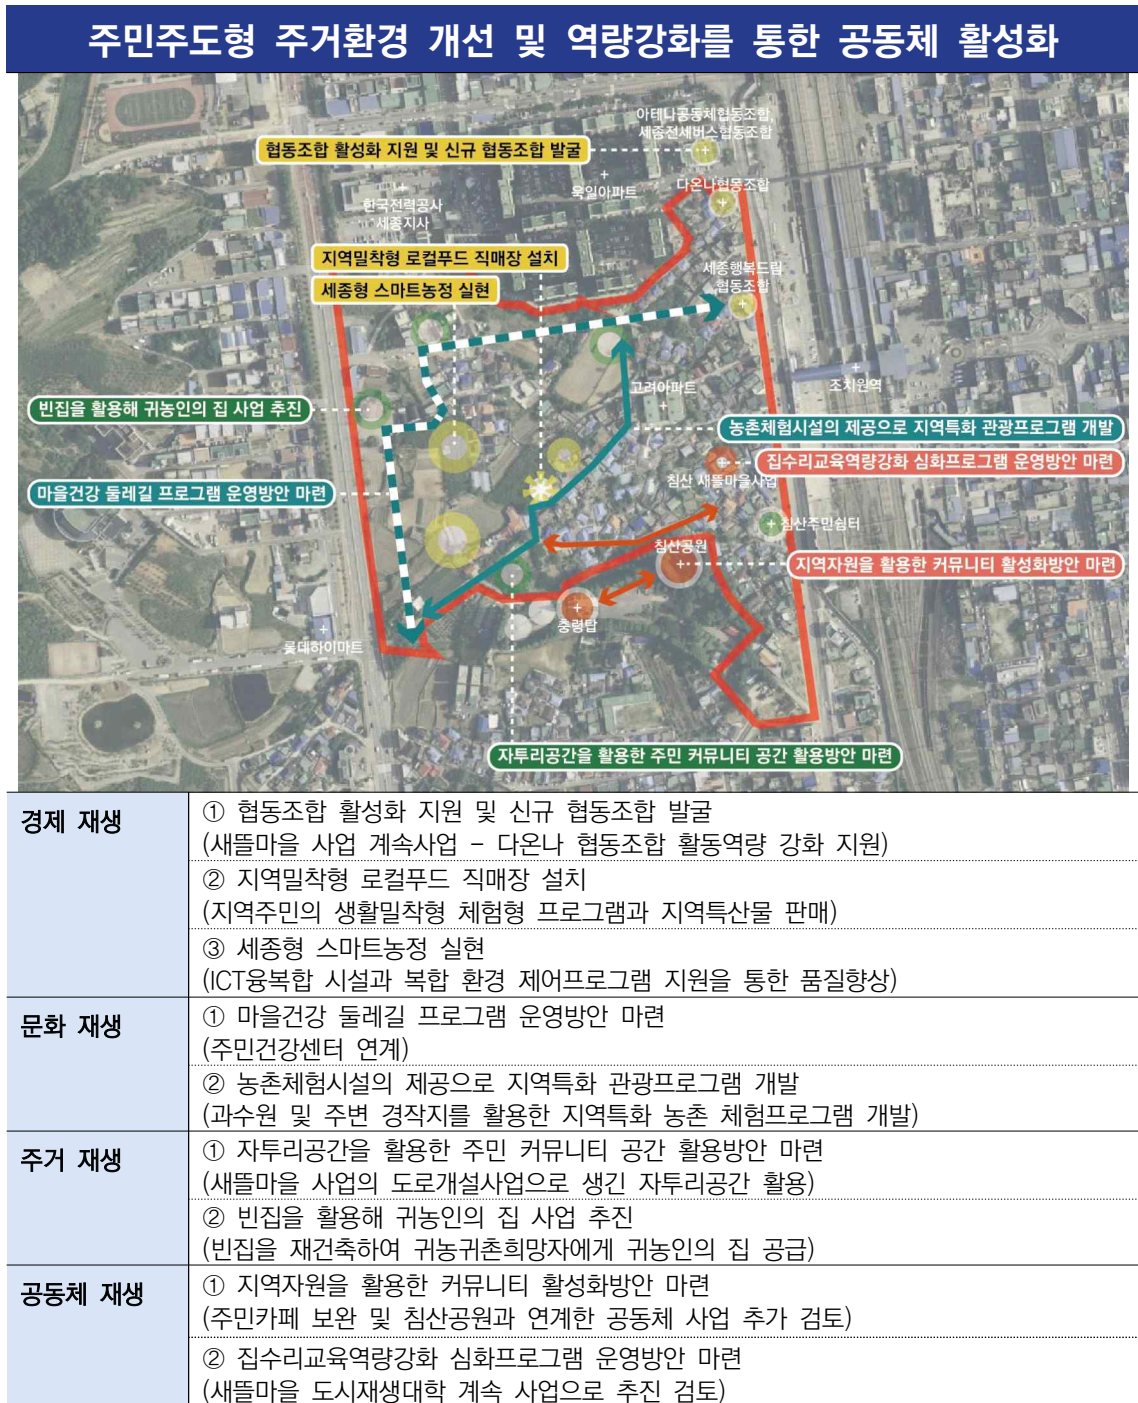 주민주도형 주거환경 개선 및 역량강화를 통한 공동체 활성화
아테나공동체협동조합,
세종전세버스협동조합
협동조합 활성화 지원 및 신규 협동조합 발굴
욱일아파트
다온나협동조합
한국전력공사
세종지사
지역밀착형 로컬푸드 직매장 설치
세종행복드림
협동조합
세종형 스마트농정 실현
고려아파트
조치원역
빈집을 활용해 귀농인의 집 사업 추진
농촌체험시설의 제공으로 지역특화 관광프로그램 개발
집수리교육역량강화 심화프로그램 운영방안 마련
침산 새뜰마을사업
마을건강 둘레길 프로그램 운영방안 마련
침산주민쉼터
침산공원
지역자원을 활용한 커뮤니티 활성화방안 마련
충령탑
롯데하이마트
자투리공간을 활용한 주민 커뮤니티 공간 활용방안 마련
경제 재생
① 협동조합 활성화 지원 및 신규 협동조합 발굴
(새뜰마을 사업 계속사업 - 다온나 협동조합 활동역량 강화 지원)
② 지역밀착형 로컬푸드 직매장 설치
(지역주민의 생활밀착형 체험형 프로그램과 지역특산물 판매)
③ 세종형 스마트농정 실현
(ICT융복합 시설과 복합 환경 제어프로그램 지원을 통한 품질향상)
문화 재생
① 마을건강 둘레길 프로그램 운영방안 마련
(주민건강센터 연계)
② 농촌체험시설의 제공으로 지역특화 관광프로그램 개발
(과수원 및 주변 경작지를 활용한 지역특화 농촌 체험프로그램 개발)
주거 재생
① 자투리공간을 활용한 주민 커뮤니티 공간 활용방안 마련
(새뜰마을 사업의 도로개설사업으로 생긴 자투리공간 활용)
② 빈집을 활용해 귀농인의 집 사업 추진
(빈집을 재건축하여 귀농귀촌희망자에게 귀농인의 집 공급)
공동체 재생
① 지역자원을 활용한 커뮤니티 활성화방안 마련
(주민카페 보완 및 침산공원과 연계한 공동체 사업 추가 검토)
② 집수리교육역량강화 심화프로그램 운영방안 마련
(새뜰마을 도시재생대학 계속 사업으로 추진 검토)